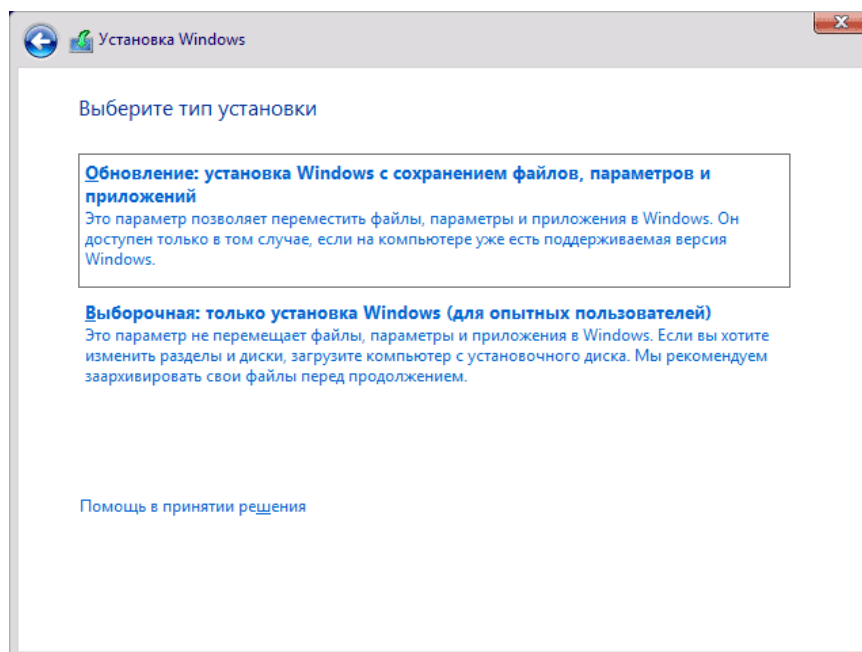 Установка Windows
Выберите тип установки
Обновление: установка Windows с сохранением файлов, параметров и
приложений
Это параметр позволяет переместить файлы, параметры и приложения в Windows. Он
доступен только в том случае, если на компьютере уже есть поддерживаемая версия
Windows.
Выборочная: только установка Windows (для опытных пользователей)
Это параметр не перемещает файлы, параметры и приложения в Windows. Если вы хотите
изменить разделы и диски, загрузите компьютер с установочного диска. Мы рекомендуем
заархивировать свои файлы перед продолжением.
Помощь в принятии решения